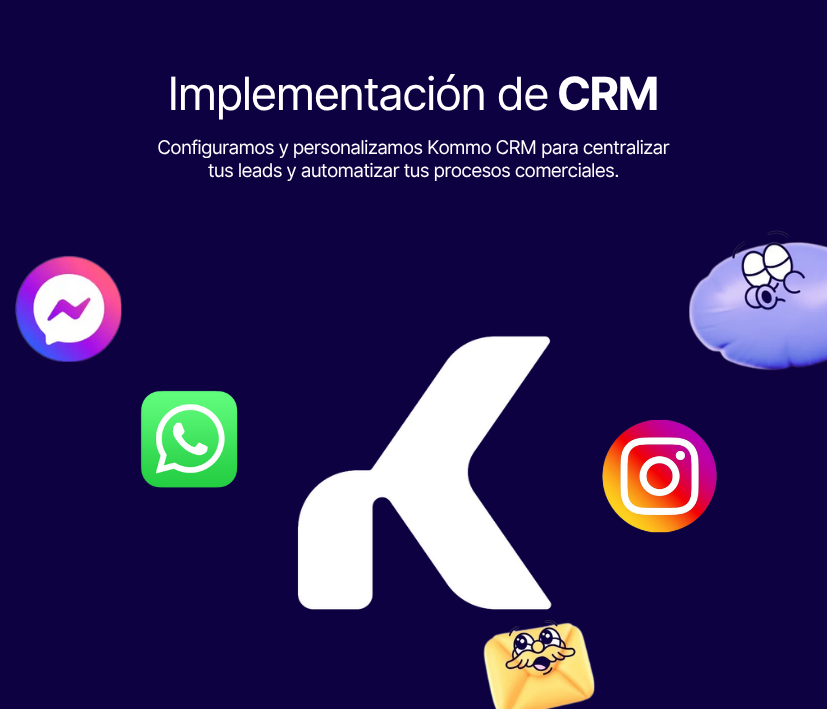 Implementación de CRM
Configuramos y personalizamos Kommo CRM para centralizar
tus leads y automatizar tus procesos comerciales.